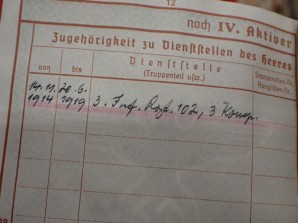 12
noch IV. Aktiver
Zugehörigkeit zu Dienststellen des Heeres
von bis
Dienststelle
(Truppenteil usw.)
14.11. 20.6.
1914 1919 3. Inf. Regt. 102, 3 Komp.